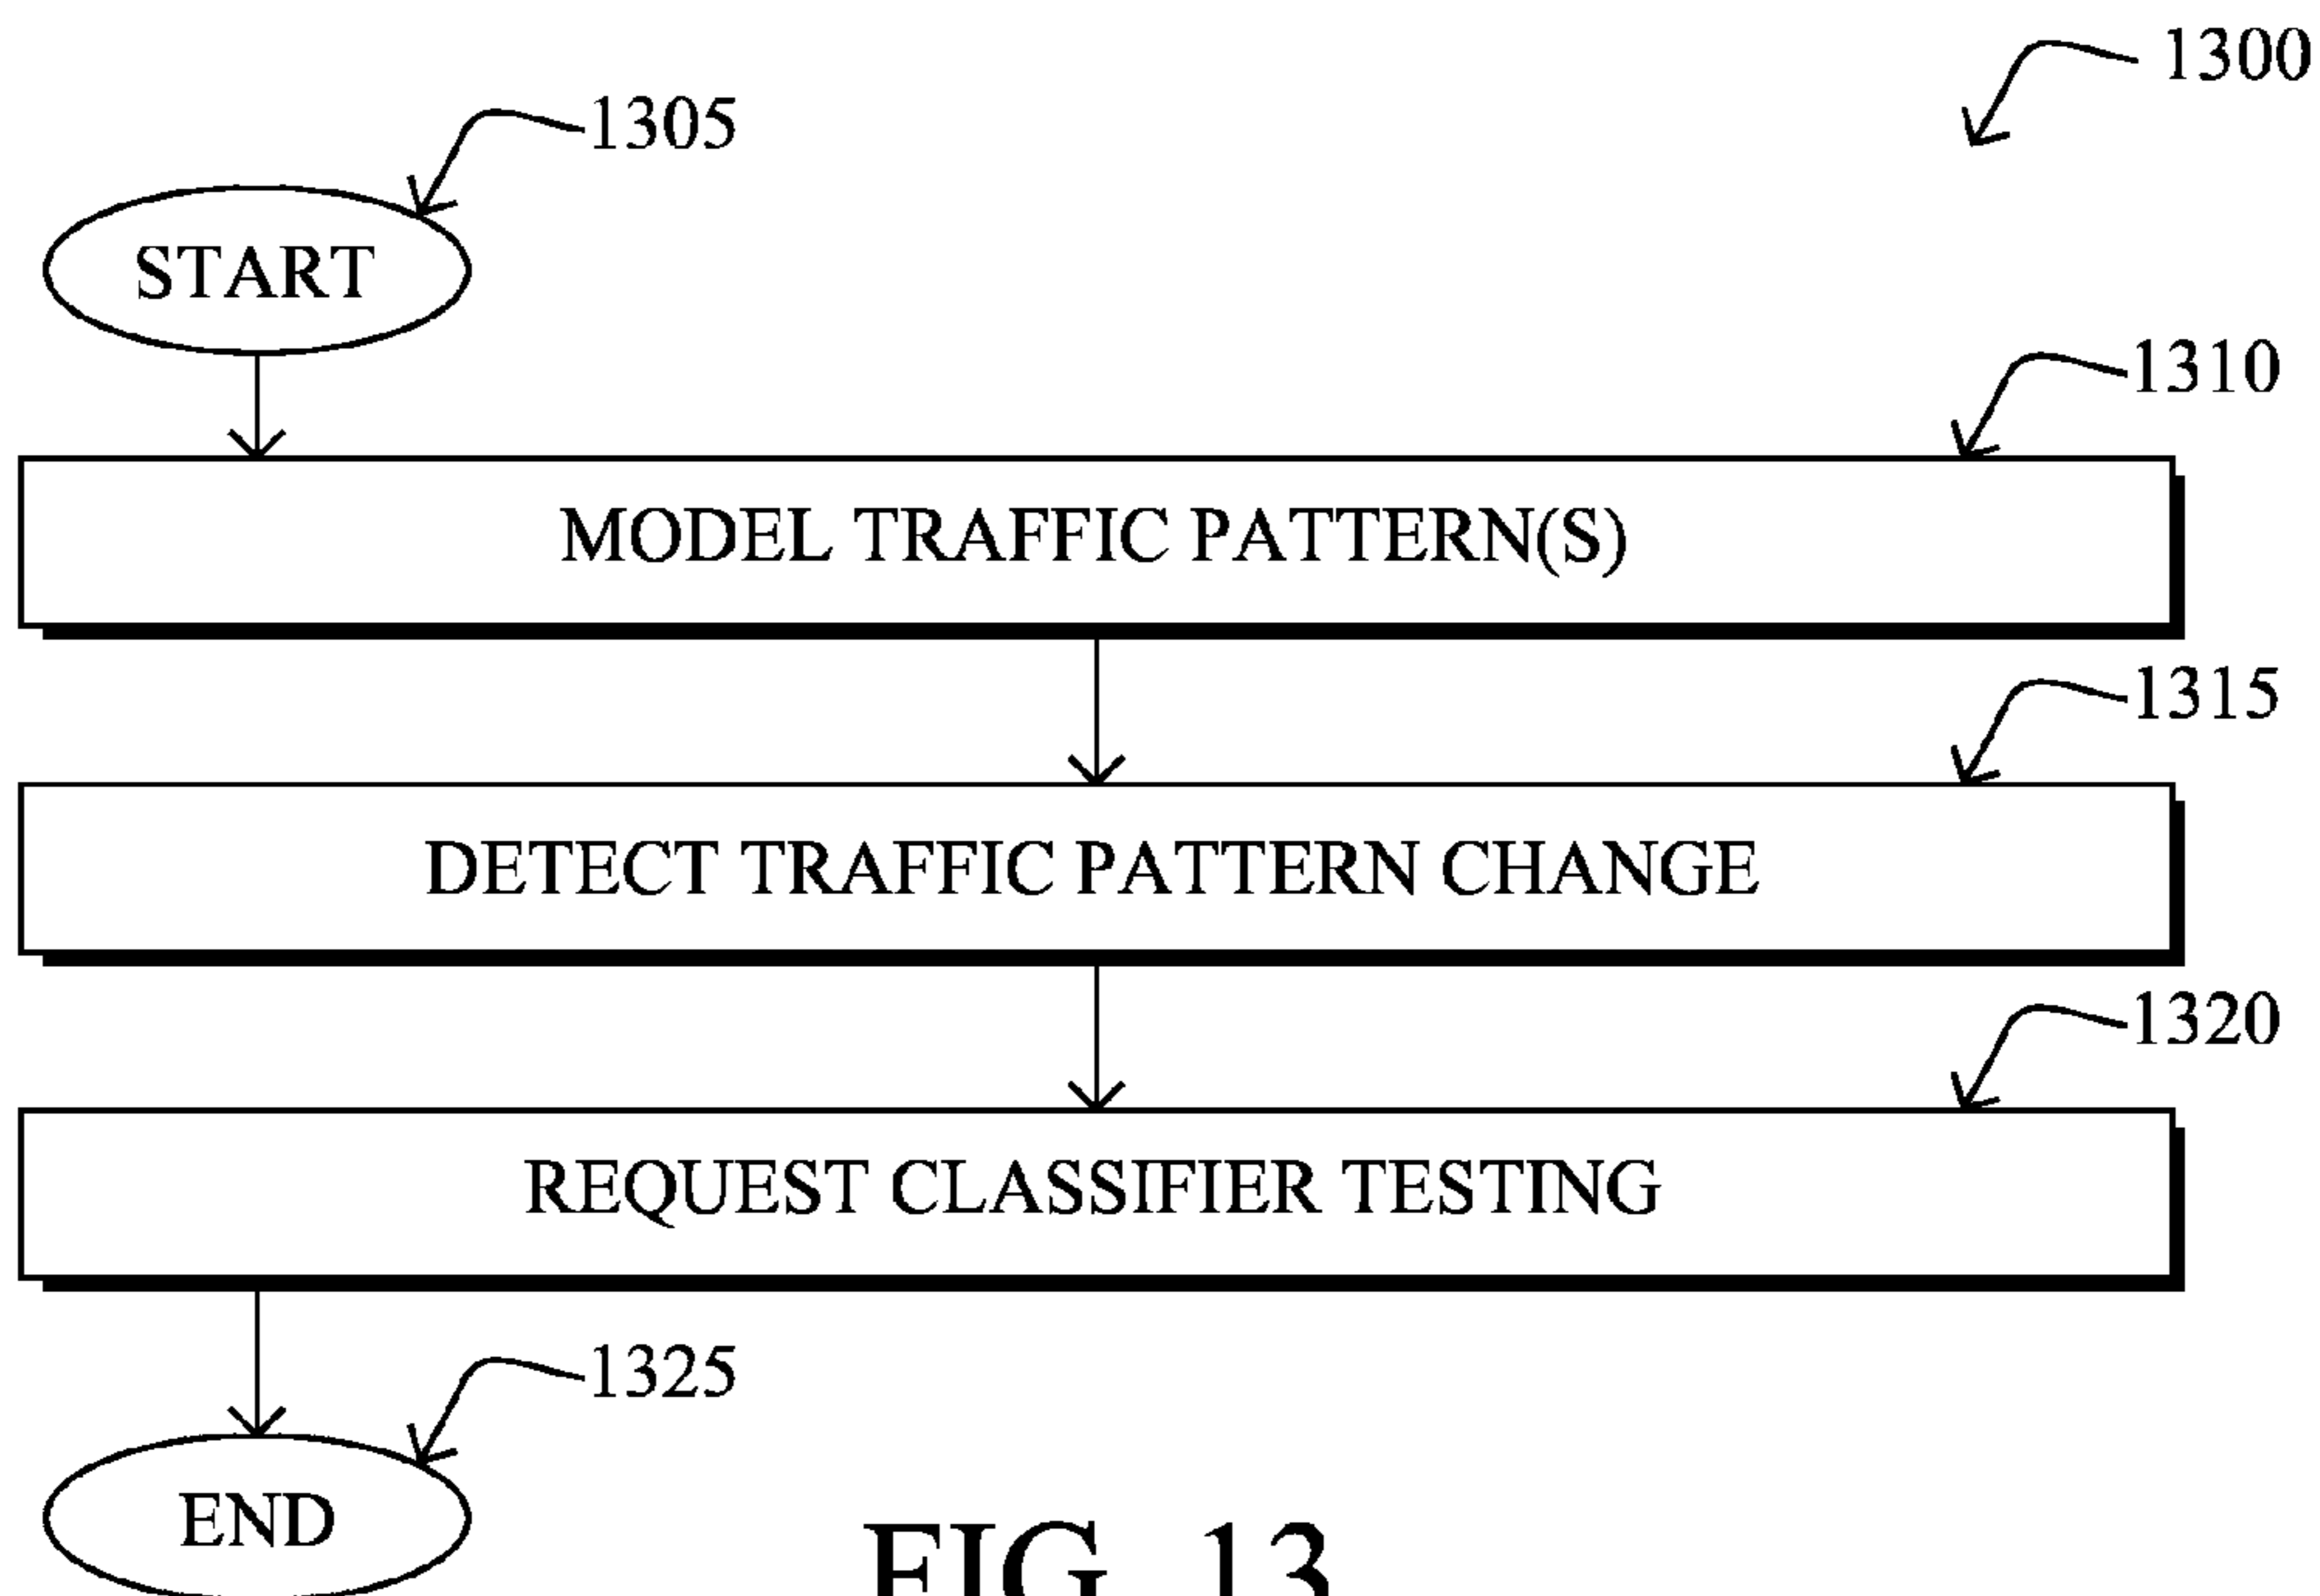 1300
1305
START
1310
MODEL TRAFFIC PATTERN(S)
1315
DETECT TRAFFIC PATTERN CHANGE
1320
REQUEST CLASSIFIER TESTING
1325
END
FIG. 13